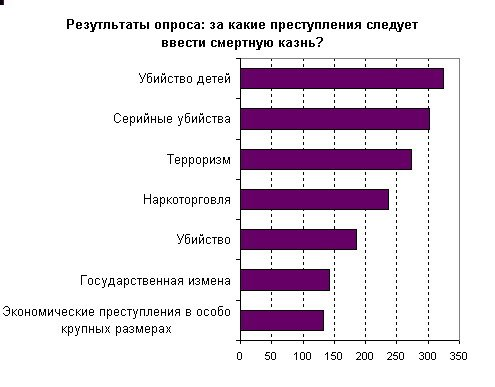 Резутльтаты опроса: за какие преступления следует
ввести смертную казнь?
Убийство детей
Серийные убийства
Терроризм
Наркоторговля
Убийство
Государственная измена
Экономические преступления в особо
крупных размерах
0 50 100 150 200 250 300 350